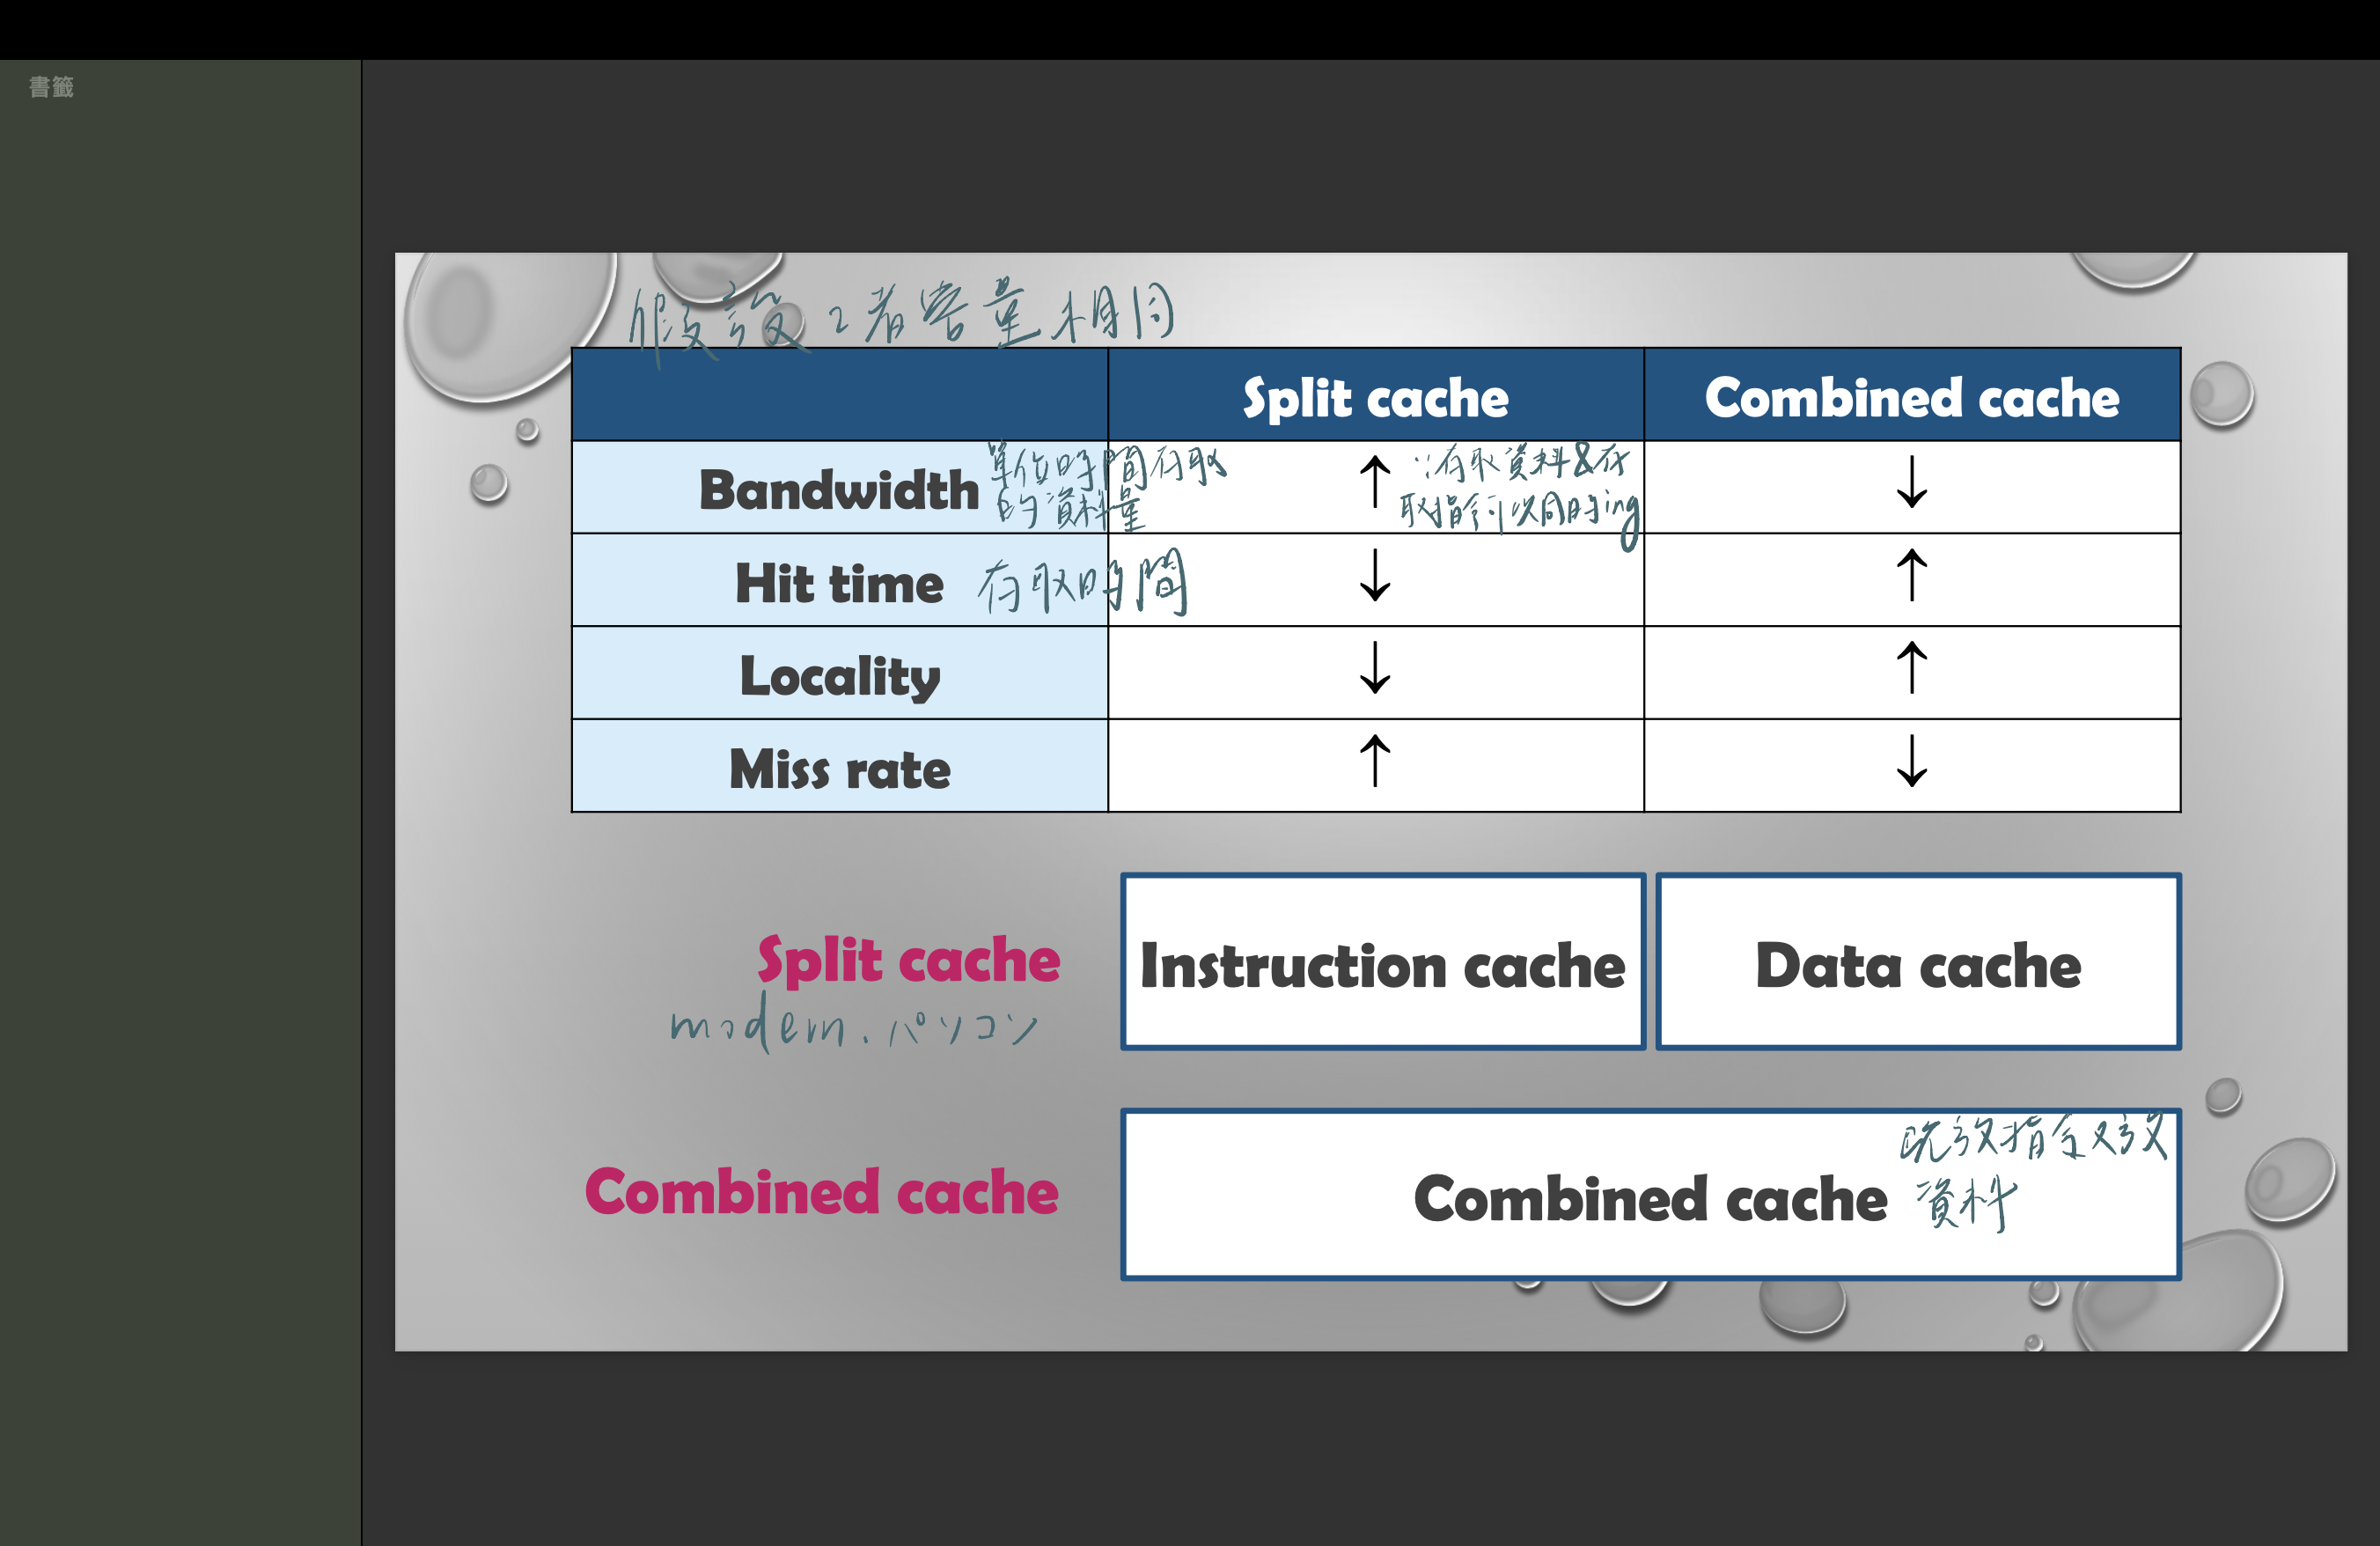 書籤
假設2者容量相同
Split cache
Combined cache
Bandwidth
單位時間存取
的資料量
↑
∵存取資料&存
取指令可以同時ing
↓
Hit time
存取時間
↓
↑
Locality
↓
↑
Miss rate
↑
↓
Split cache
modern.パソコン
Instruction cache
Data cache
Combined cache
Combined cache
既放指令又放
資料